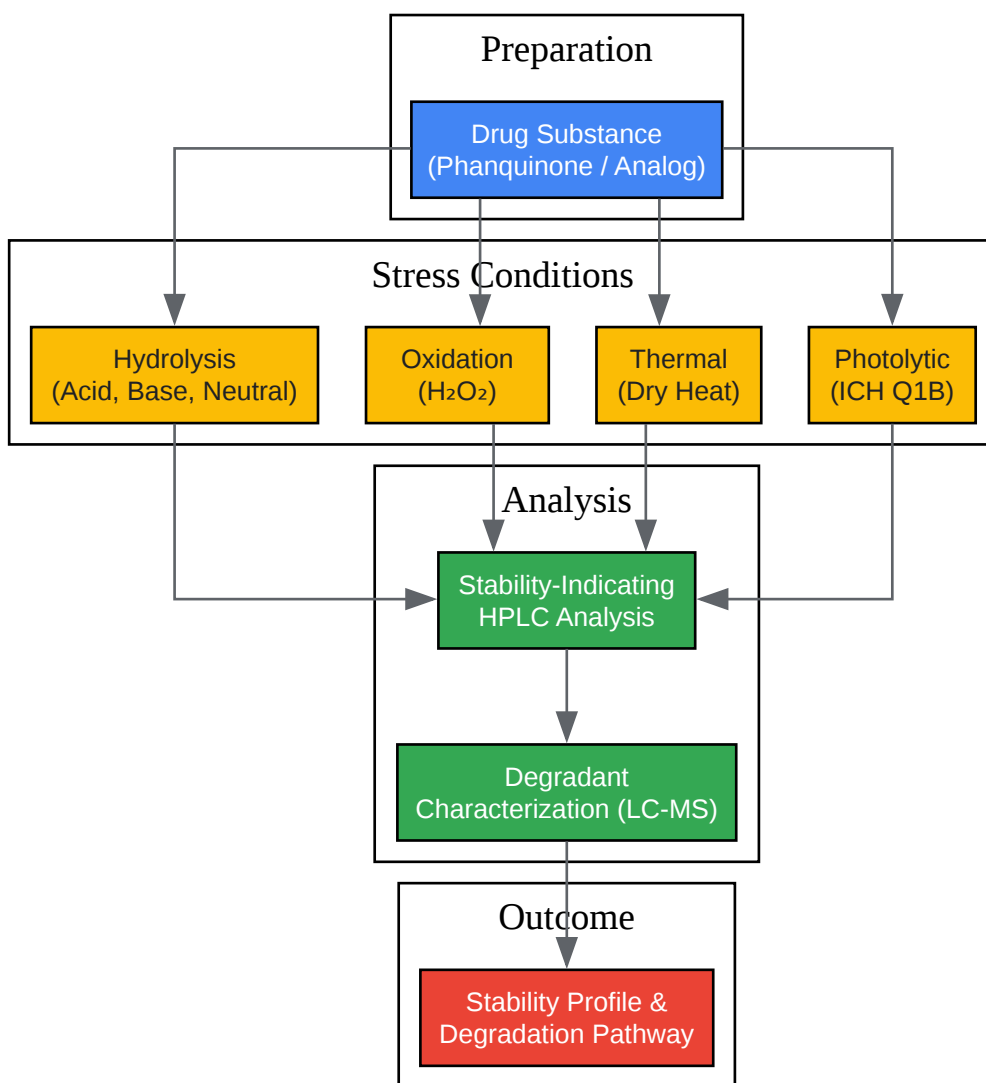 Preparation
Drug Substance
(Phanquinone / Analog)
Stress Conditions
Hydrolysis
(Acid, Base, Neutral)
Oxidation
(H₂O₂)
Thermal
(Dry Heat)
Photolytic
(ICH Q1B)
Analysis
Stability-Indicating
HPLC Analysis
Degradant
Characterization (LC-MS)
Outcome
Stability Profile &
Degradation Pathway